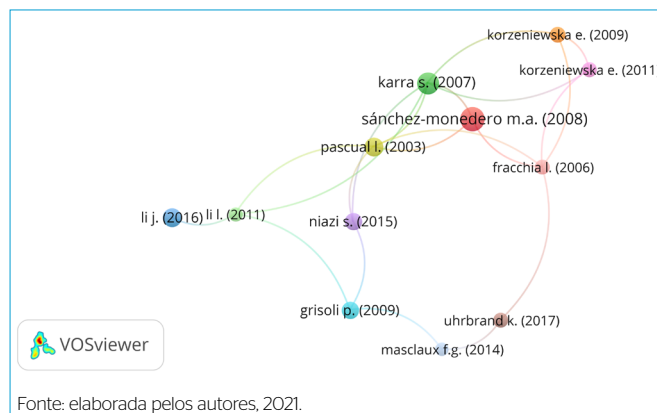 korzeniewska e. (2009)
korzeniewska e. (2011
karra s. (2007)
sánchez-monedero m.a. (2008)
pascual l. (2003)
fracchia l. (2006)
li j. (2016)
li l. (2011)
niazi s. (2015)
grisoli p. (2009)
uhrbrand k. (2017)
masclaux f.g. (2014)
VOSviewer
Fonte: elaborada pelos autores, 2021.